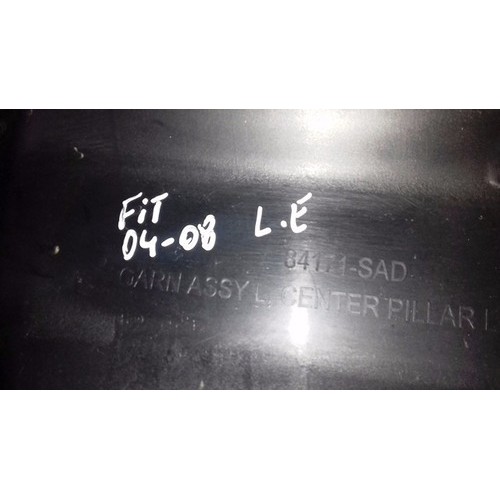 FiT
04-08 L.E
84171-SAD
GARN ASSY L. CENTER PILLAR